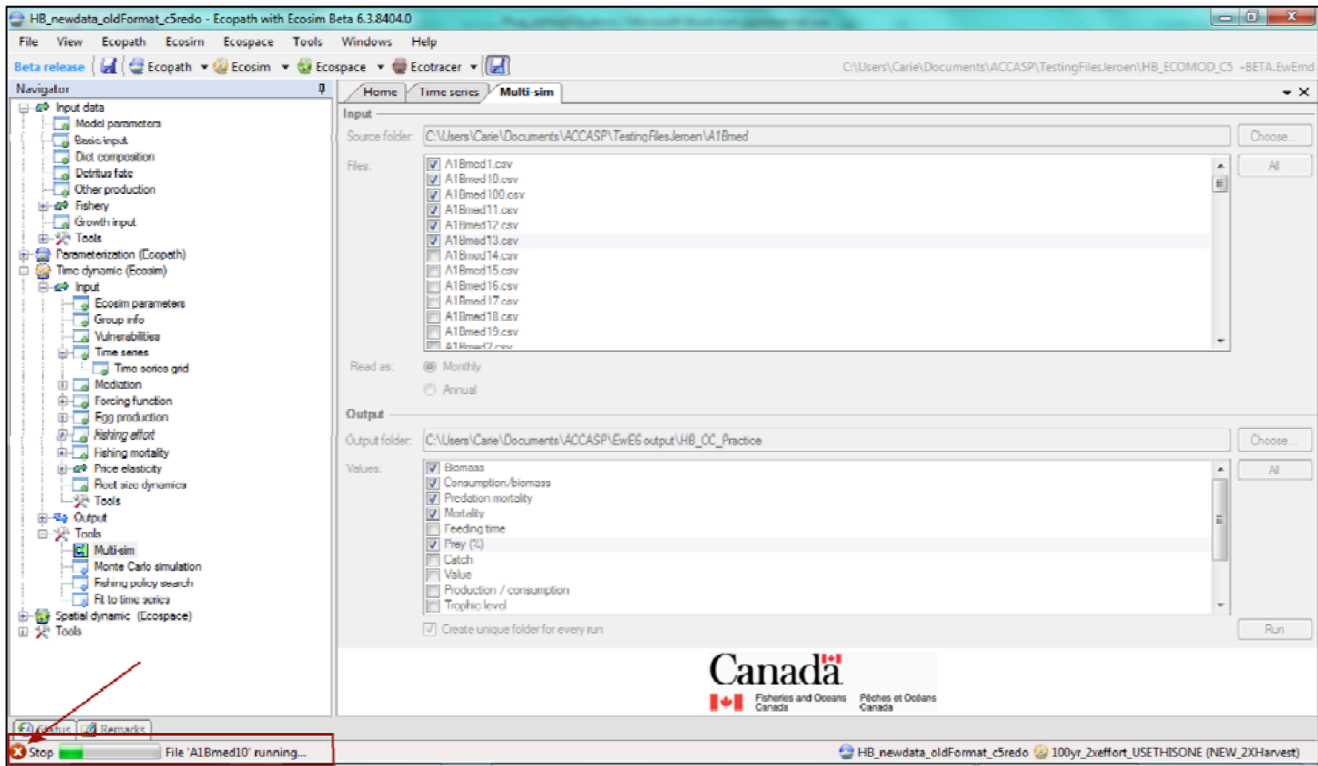 HB_newdata_oldFormat_c5redo - Ecopath with Ecosim Beta 6.3.8404.0
File View Ecopath Ecosim Ecospace Tools Windows Help
Beta release Ecopath Ecosim Ecospace Ecotracer C:\Users\Carie\Documents\ACCASP\TestingFilesJeroen\HB_ECOMOD_C5 -BETA.EwEmd
Navigator
Input data
Model parameters
Basic input
Diet composition
Detritus fate
Other production
Fishery
Growth input
Tools
Parameterization (Ecopath)
Time dynamic (Ecosim)
Input
Ecosim parameters
Group info
Vulnerabilities
Time series
Time series grid
Mediation
Forcing function
Egg production
Fishing effort
Fishing mortality
Price elasticity
Fleet size dynamics
Tools
Output
Tools
Multi-sim
Monte Carlo simulation
Fishing policy search
Fit to time series
Spatial dynamic (Ecospace)
Tools
Home Time series Multi-sim
Input
Source folder: C:\Users\Carie\Documents\ACCASP\TestingFilesJeroen\A1Bmed Choose...
Files: All
A1Bmed1.csv
A1Bmed10.csv
A1Bmed100.csv
A1Bmed11.csv
A1Bmed12.csv
A1Bmed13.csv
A1Bmed14.csv
A1Bmed15.csv
A1Bmed16.csv
A1Bmed17.csv
A1Bmed18.csv
A1Bmed19.csv
A1Bmed2.csv
Read as: Monthly
Annual
Output
Output folder: C:\Users\Carie\Documents\ACCASP\EwE6 output\HB_CC_Practice Choose...
Values: All
Biomass
Consumption/biomass
Predation mortality
Mortality
Feeding time
Prey (%)
Catch
Value
Production / consumption
Trophic level
Create unique folder for every run Run
Canada
Fisheries and Oceans Canada
Pêches et Océans Canada
Status Remarks
Stop File 'A1Bmed10' running... HB_newdata_oldFormat_c5redo 100yr_2xeffort_USETHISONE (NEW_2XHarvest)